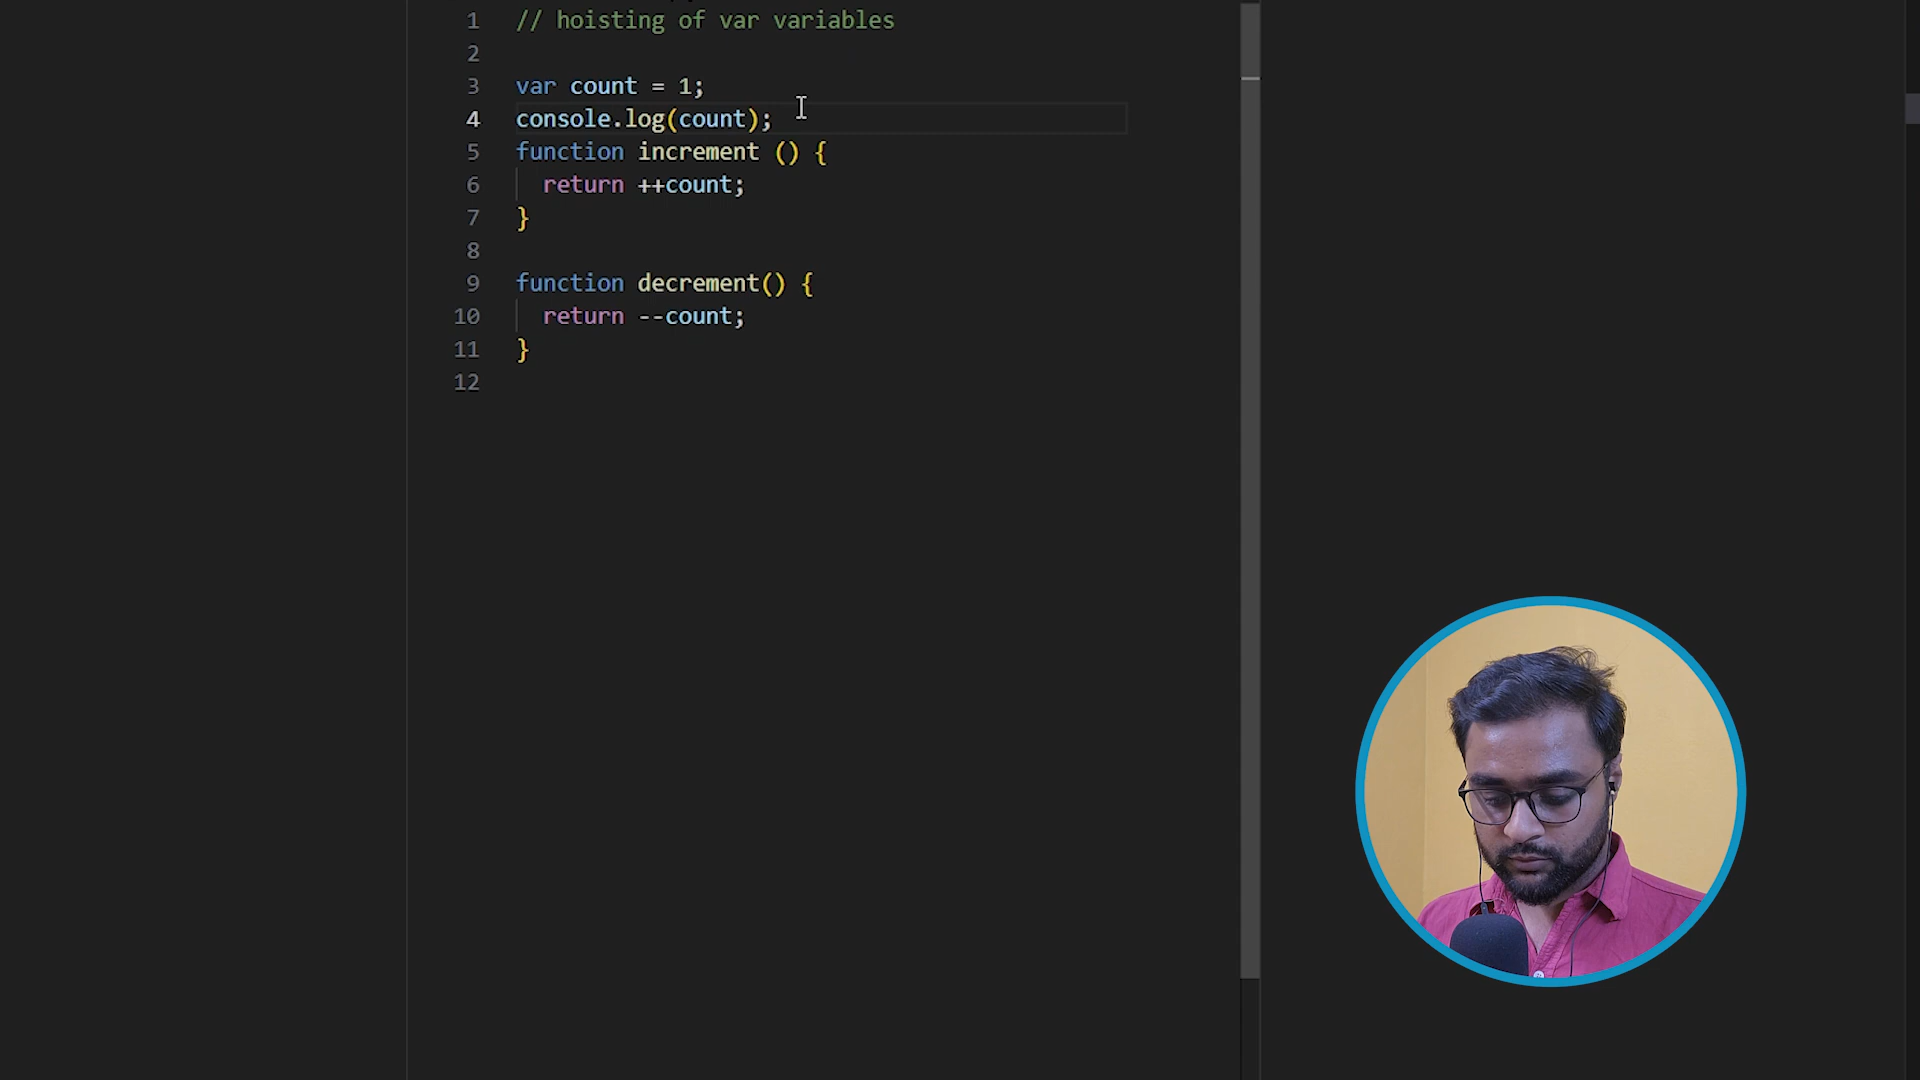 1 // hoisting of var variables
2
3 var count = 1;
4 console.log(count);
5 function increment () {
6 return ++count;
7 }
8
9 function decrement() {
10 return --count;
11 }
12